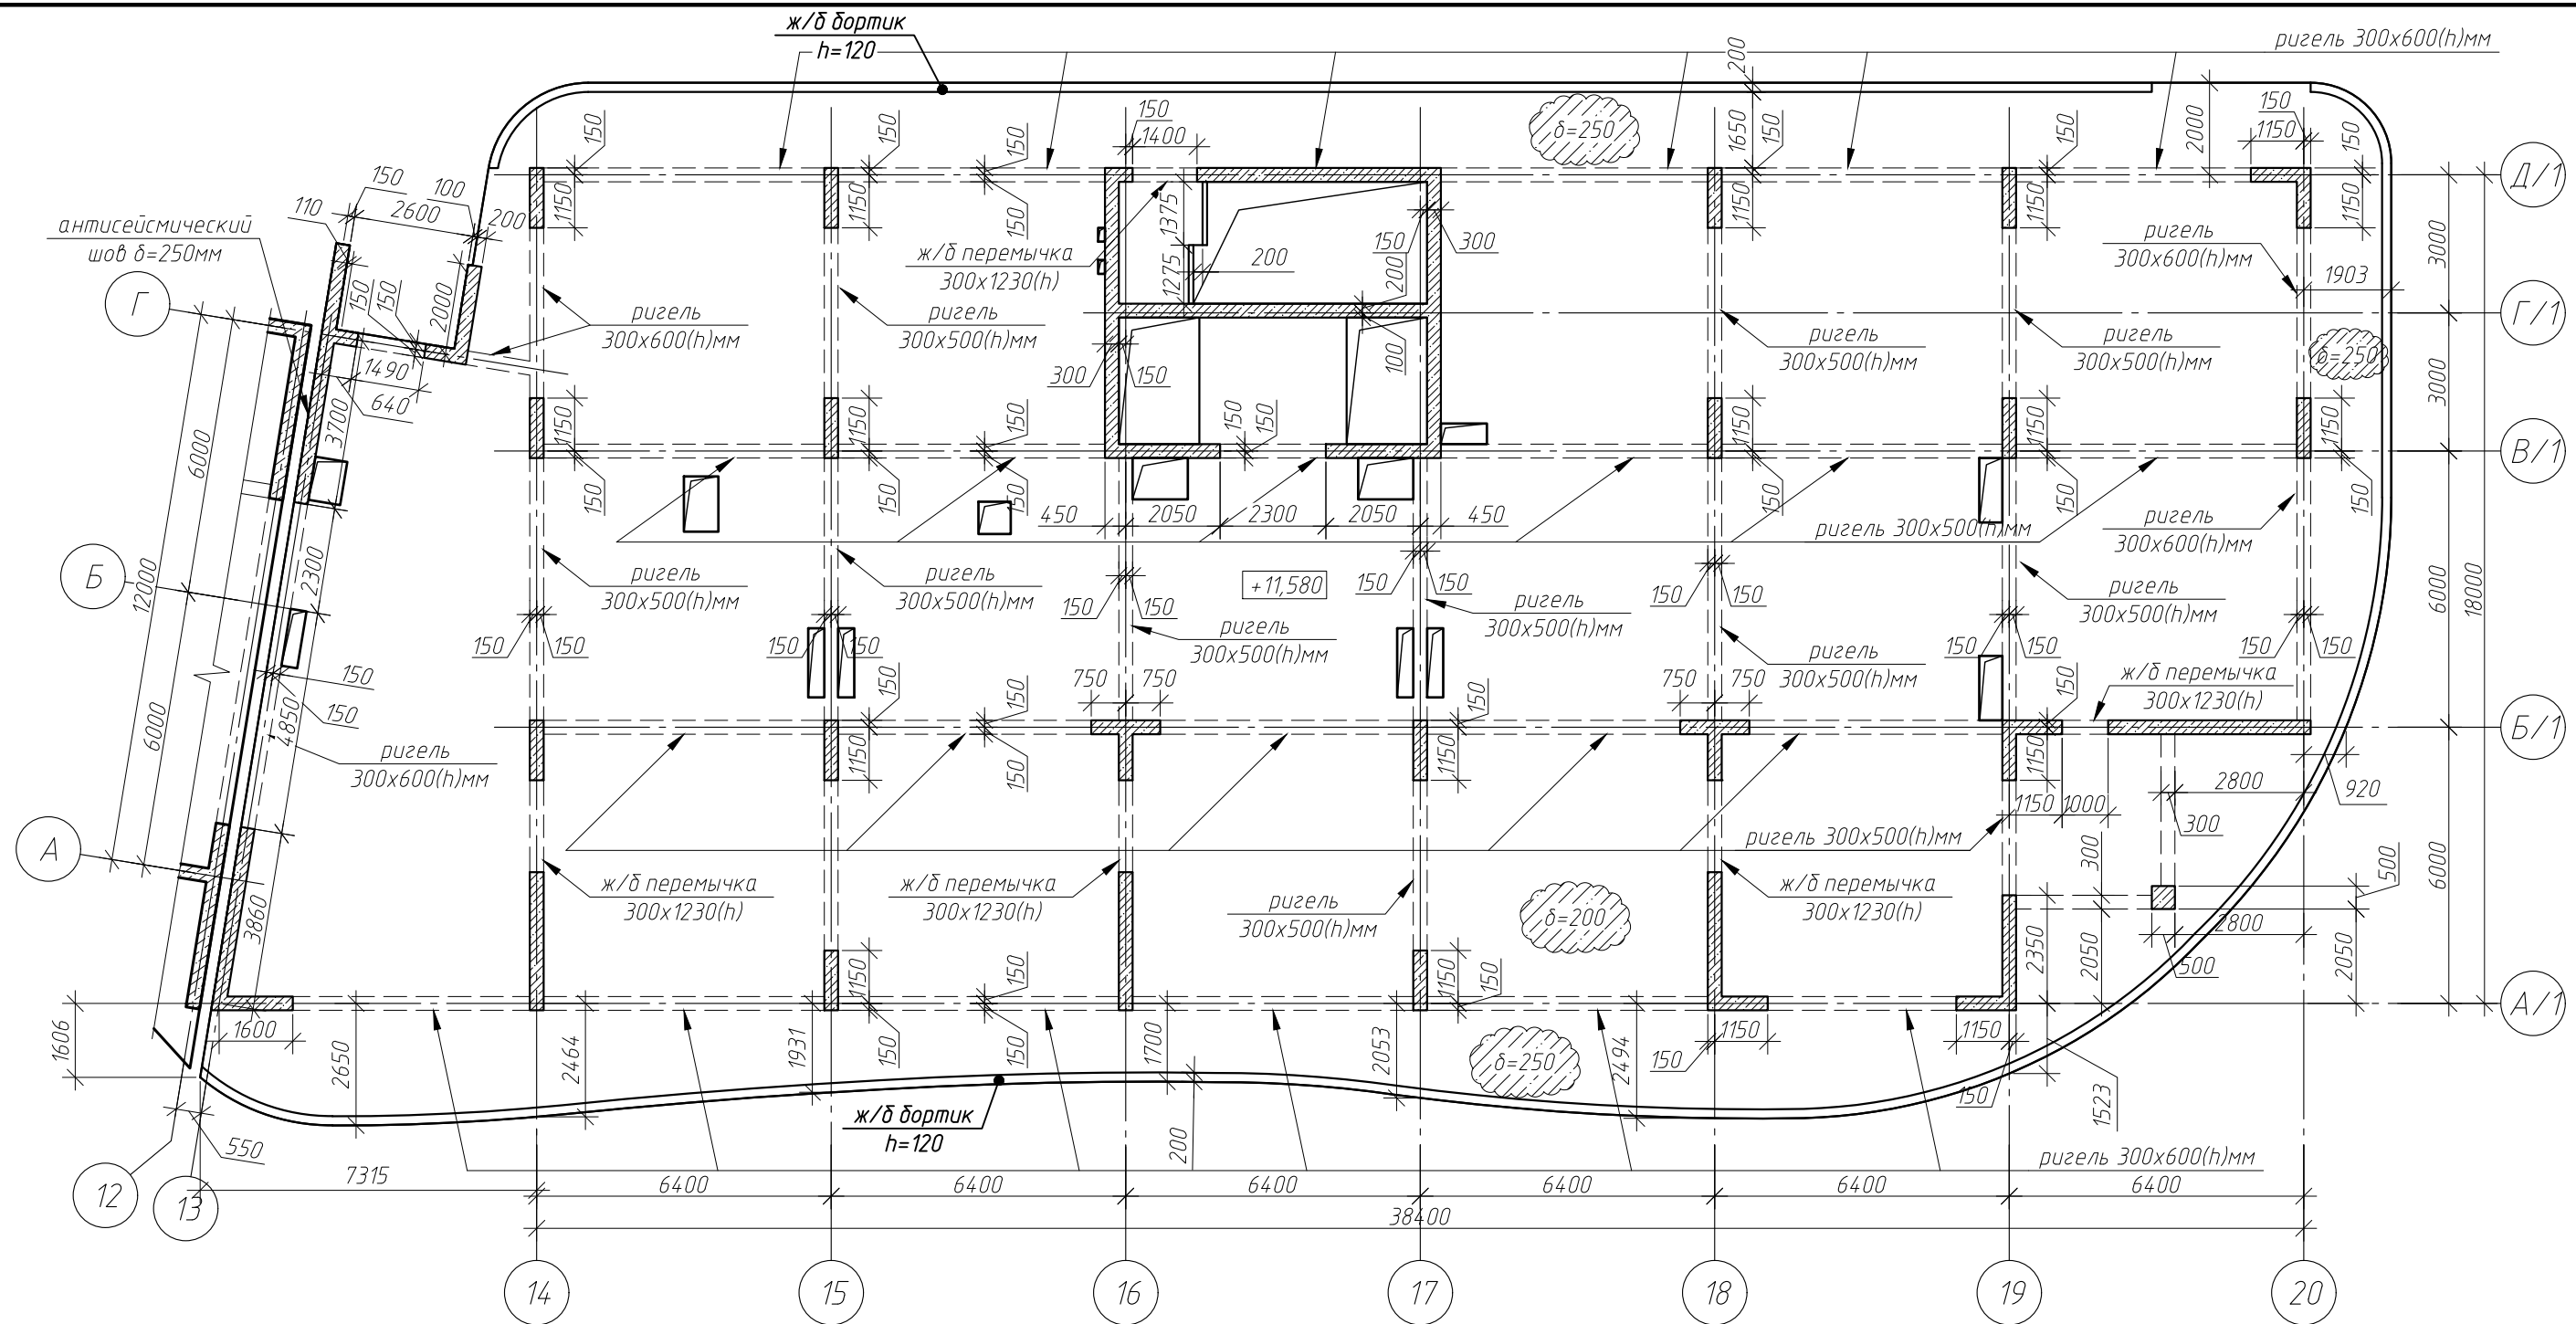 ж/б бортик
h=120
ригель 300х600(h)мм
200
δ=250
150
1400
150
150
150
150
1650
150
150
2000
150
1150
150
Д/1
150
100
110
2600
200
антисейсмический
шов δ=250мм
1150
1150
150
1375
ж/б перемычка
300х1230(h)
1275
200
150
300
200
1150
1150
1150
ригель
300х600(h)мм
1903
3000
Г
150
150
2000
ригель
300х600(h)мм
ригель
300х500(h)мм
Г/1
ригель
300х500(h)мм
ригель
300х500(h)мм
δ=250
1490
640
3700
300
150
100
3000
6000
1150
1150
150
150
150
1150
1150
1150
В/1
150
150
150
150
150
150
450
2050
2300
2050
450
ригель 300х500(h)мм
ригель
300х600(h)мм
Б
12000
2300
ригель
300х500(h)мм
ригель
300х500(h)мм
+11,580
150
150
150
150
150
150
ригель
300х500(h)мм
ригель
300х500(h)мм
ригель
300х500(h)мм
6000
18000
150
150
150
150
ригель
300х500(h)мм
150
150
150
150
150
150
4850
6000
ригель
300х600(h)мм
150
150
750
750
150
750
750
150
ж/б перемычка
300х1230(h)
Б/1
1150
150
1150
1150
2800
920
1150
1000
300
А
ригель 300х500(h)мм
300
500
6000
3860
ж/б перемычка
300х1230(h)
ж/б перемычка
300х1230(h)
ригель
300х500(h)мм
δ=200
ж/б перемычка
300х1230(h)
2800
500
2350
2050
2050
1150
150
1150
150
А/1
1606
1600
2650
2464
1931
150
150
1700
2053
δ=250
2494
150
1150
1150
150
1523
ж/б бортик
h=120
200
550
ригель 300х600(h)мм
12
13
7315
6400
6400
6400
6400
6400
6400
38400
14
15
16
17
18
19
20